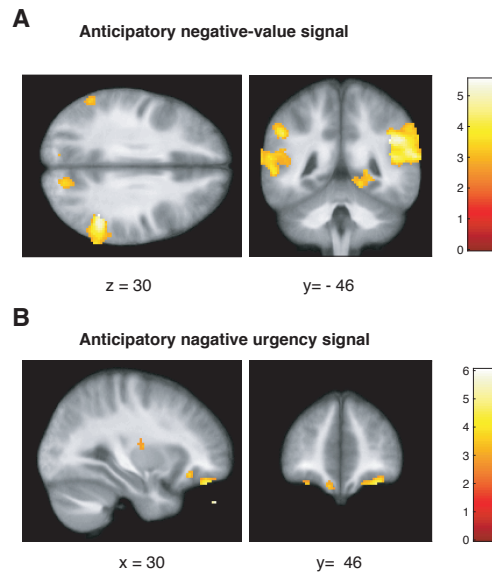 A
Anticipatory negative-value signal
5
4
3
2
1
0
z = 30
y= - 46
B
Anticipatory nagative urgency signal
6
5
4
3
2
1
0
x = 30
y= 46